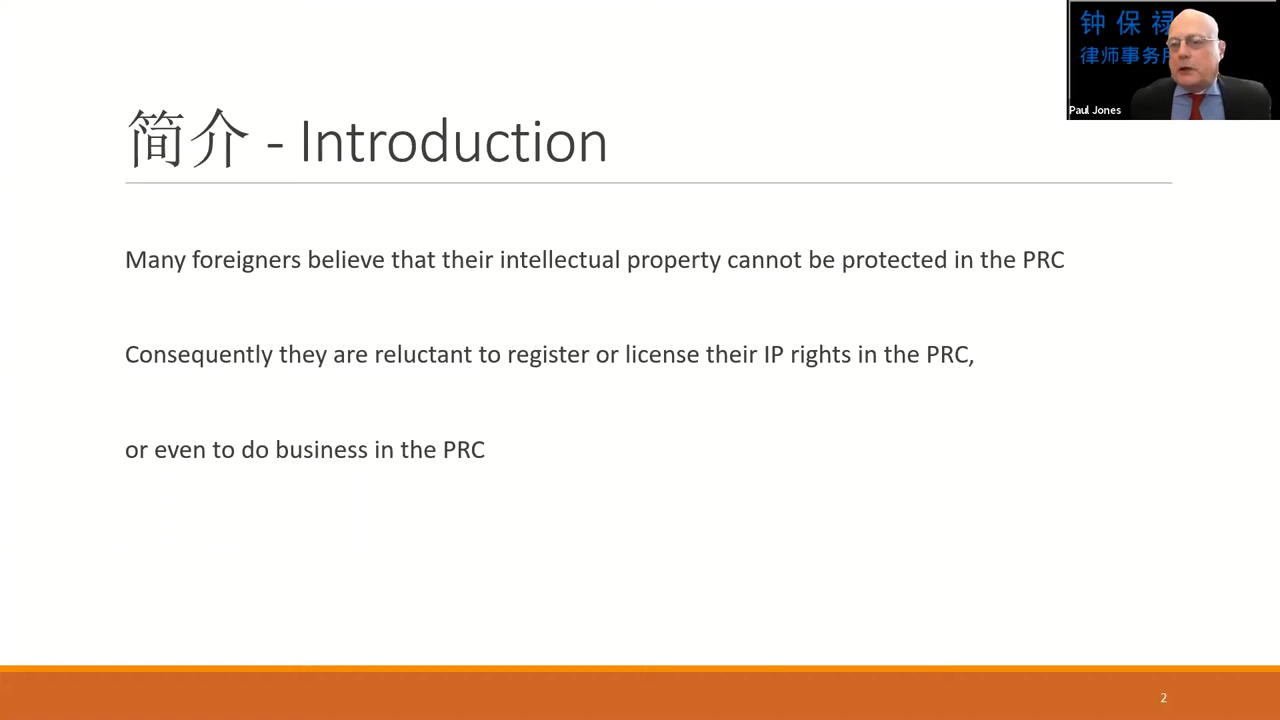 钟保禄
律师事务
Paul Jones
简介 - Introduction
Many foreigners believe that their intellectual property cannot be protected in the PRC
Consequently they are reluctant to register or license their IP rights in the PRC,
or even to do business in the PRC
2